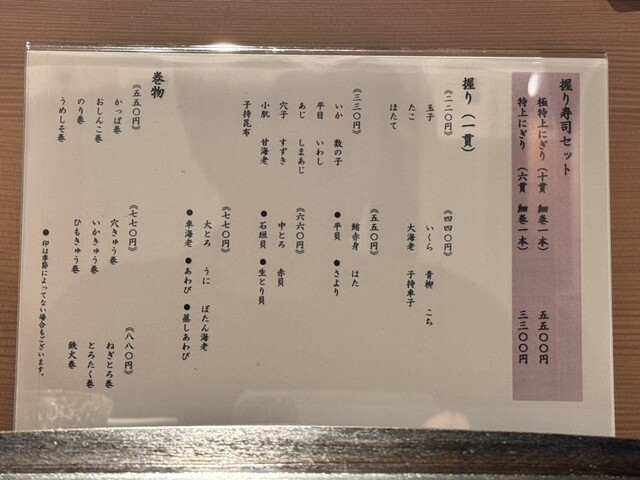 握り寿司セット
極特上にぎり（十貫 細巻一本） 五五〇〇円
特上にぎり（六貫 細巻一本） 三三〇〇円
握り（一貫）
《二二〇円》
玉子
たこ
ほたて
《三三〇円》
いか 数の子
平目 いわし
あじ しまあじ
穴子 すずき
小肌 甘海老
子持昆布
《四四〇円》
いくら 青柳 こち
大海老 子持車子
《五五〇円》
鮪赤身 はた
●平貝 ●さより
《六六〇円》
中とろ 赤貝
●石垣貝 ●生とり貝
《七七〇円》
大とろ うに ぼたん海老
●車海老 ●あわび ●蒸しあわび
巻物
《五五〇円》
かっぱ巻
おしんこ巻
のり巻
うめしそ巻
《七七〇円》
穴きゅう巻
いかきゅう巻
ひもきゅう巻
《八八〇円》
ねぎとろ巻
とろたく巻
鉄火巻
●印は季節によってない場合もございます。